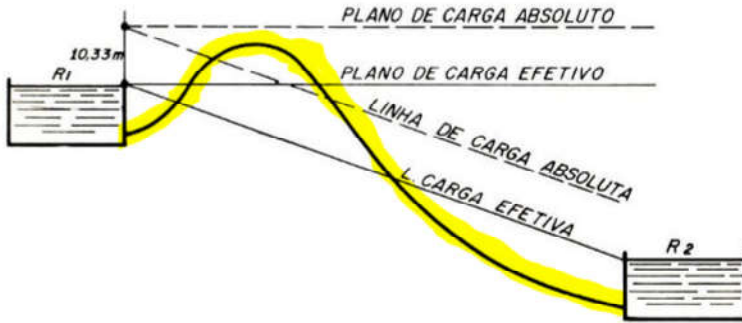 PLANO DE CARGA ABSOLUTO
10,33m
R1
PLANO DE CARGA EFETIVO
LINHA DE CARGA ABSOLUTA
L. CARGA EFETIVA
R2